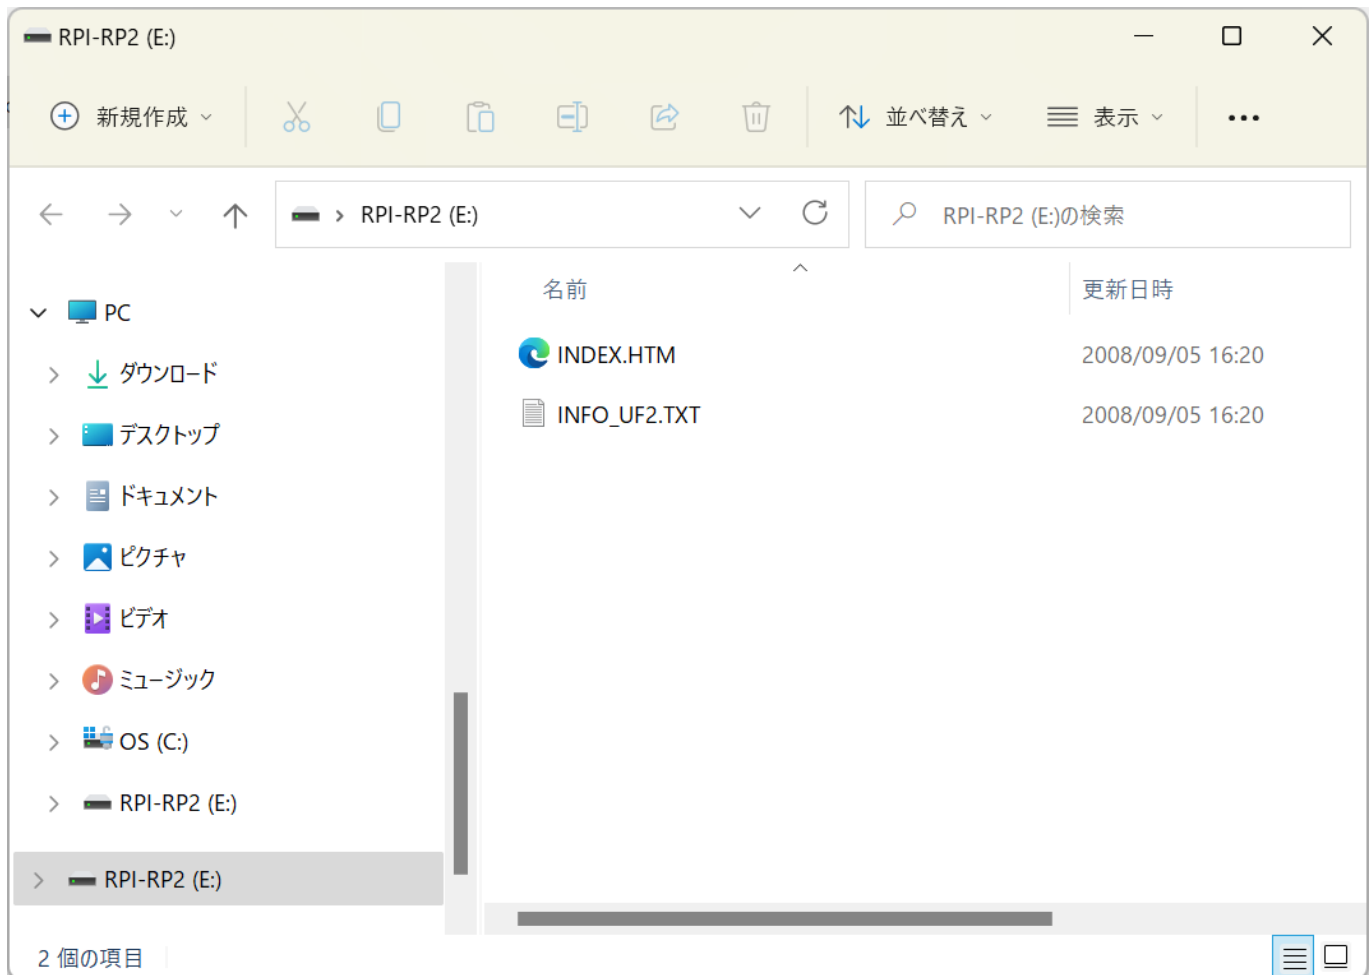 RPI-RP2 (E:)
新規作成
並べ替え
表示
RPI-RP2 (E:)
RPI-RP2 (E:)の検索
名前
更新日時
PC
ダウンロード
デスクトップ
ドキュメント
ピクチャ
ビデオ
ミュージック
OS (C:)
RPI-RP2 (E:)
RPI-RP2 (E:)
INDEX.HTM
2008/09/05 16:20
INFO_UF2.TXT
2008/09/05 16:20
2 個の項目